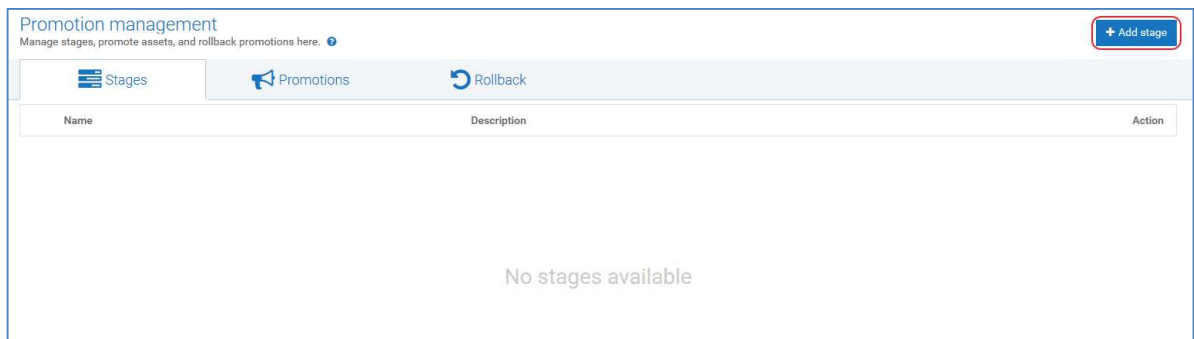 Promotion management
Manage stages, promote assets, and rollback promotions here. ?
+ Add stage
Stages Promotions Rollback
Name Description Action
No stages available